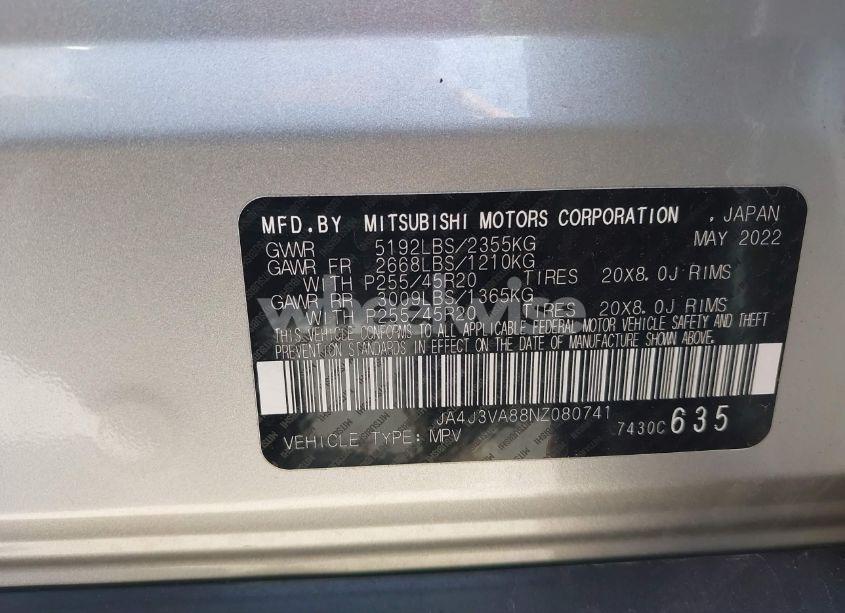 MFD.BY MITSUBISHI MOTORS CORPORATION , JAPAN
GVWR 5192LBS/2355KG MAY 2022
GAWR FR 2668LBS/1210KG
WITH P255/45R20 TIRES 20X8.0J RIMS
GAWR RR 3009LBS/1365KG
WITH P255/45R20 TIRES 20X8.0J RIMS
wheelwise
THIS VEHICLE CONFORMS TO ALL APPLICABLE FEDERAL MOTOR VEHICLE SAFETY AND THEFT
PREVENTION STANDARDS IN EFFECT ON THE DATE OF MANUFACTURE SHOWN ABOVE.
JA4J3VA88NZ080741
VEHICLE TYPE: MPV 7430C 635